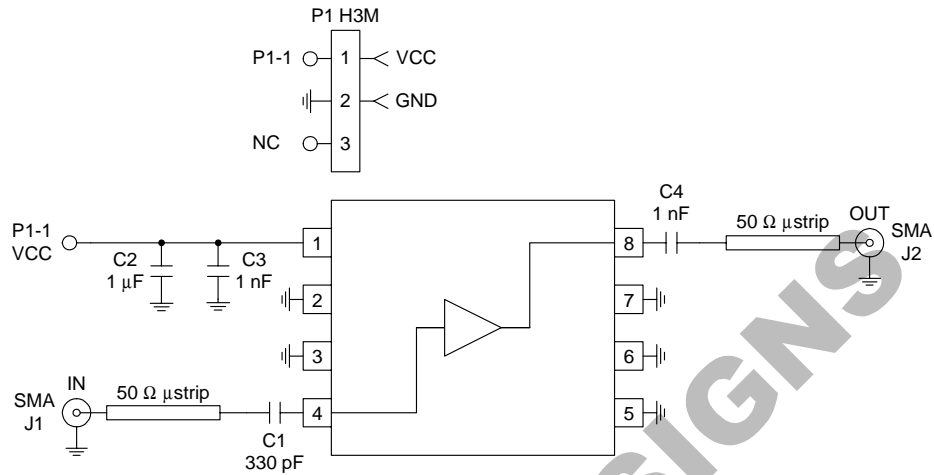 P1 H3M
P1-1 1 VCC
2 GND
NC 3
P1-1
VCC
C2
1 μF
C3
1 nF
1
2
3
4
8
7
6
5
C4
1 nF
50 Ω μstrip
OUT
SMA
J2
IN
SMA
J1
50 Ω μstrip
C1
330 pF
SIGNS